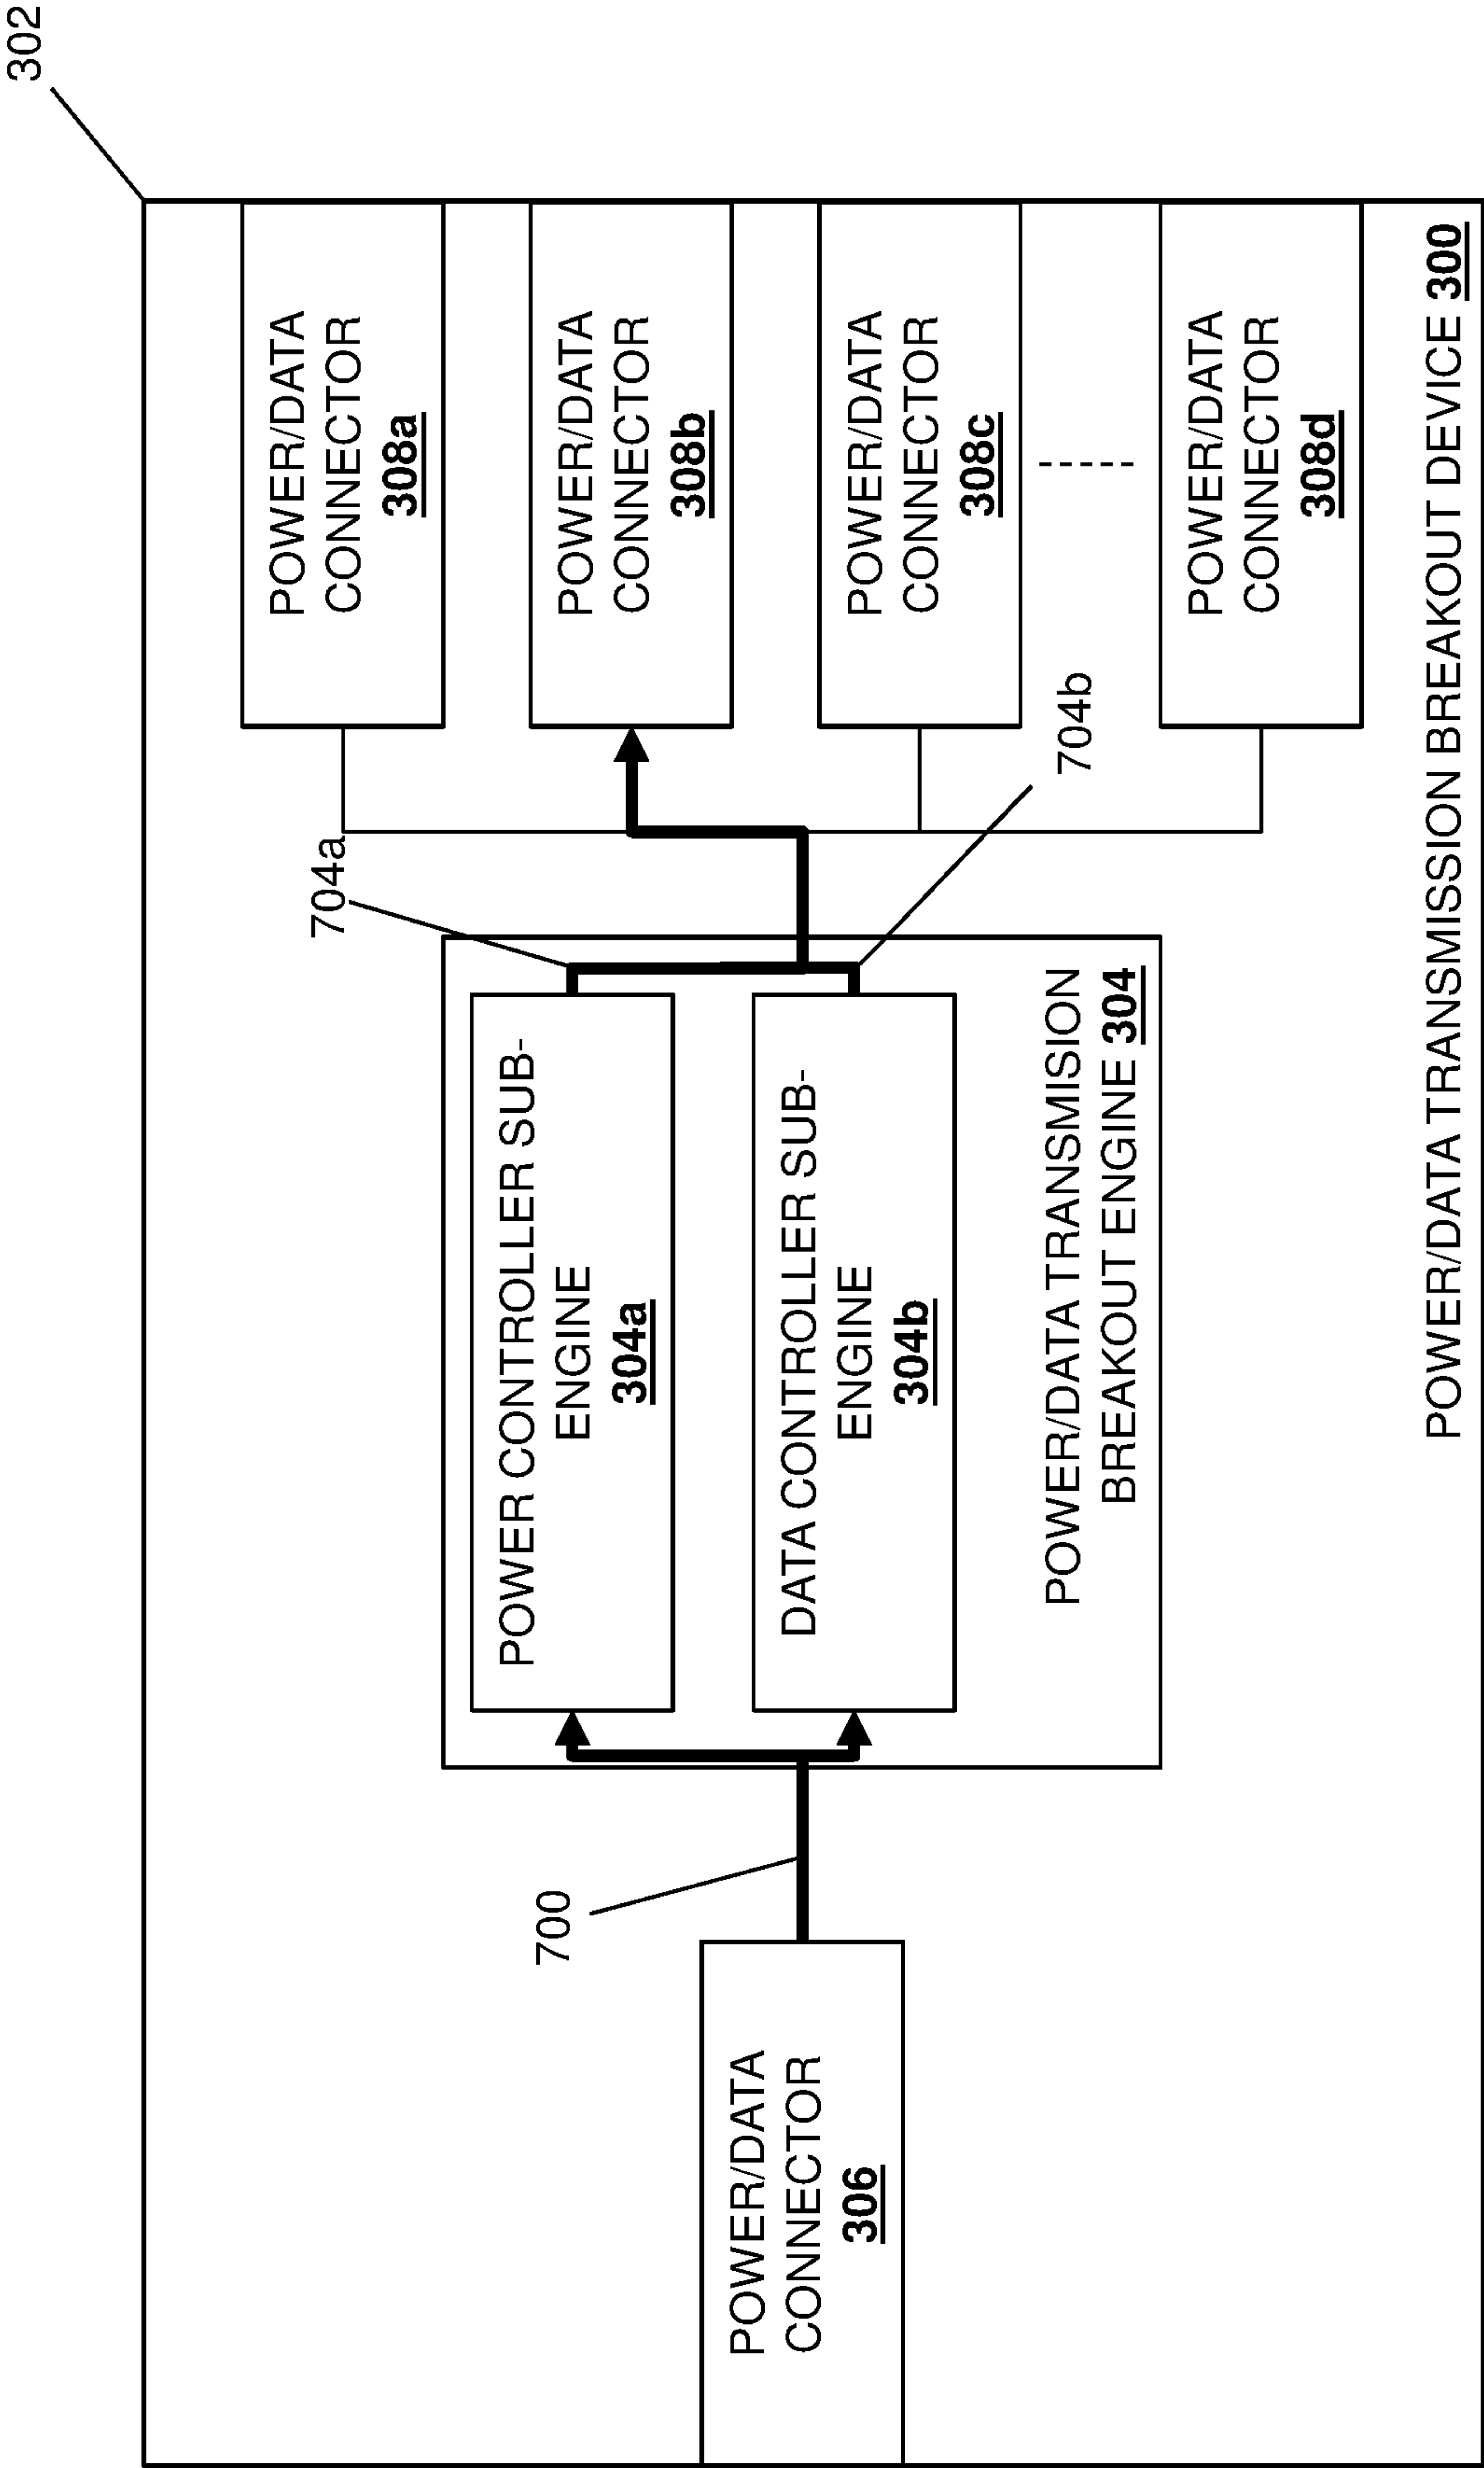 302
POWER/DATA
CONNECTOR
308a
POWER/DATA
CONNECTOR
308b
POWER/DATA
CONNECTOR
308c
POWER/DATA
CONNECTOR
308d
704a
704b
POWER CONTROLLER SUB-
ENGINE
304a
DATA CONTROLLER SUB-
ENGINE
304b
POWER/DATA TRANSMISION
BREAKOUT ENGINE 304
700
POWER/DATA
CONNECTOR
306
POWER/DATA TRANSMISSION BREAKOUT DEVICE 300